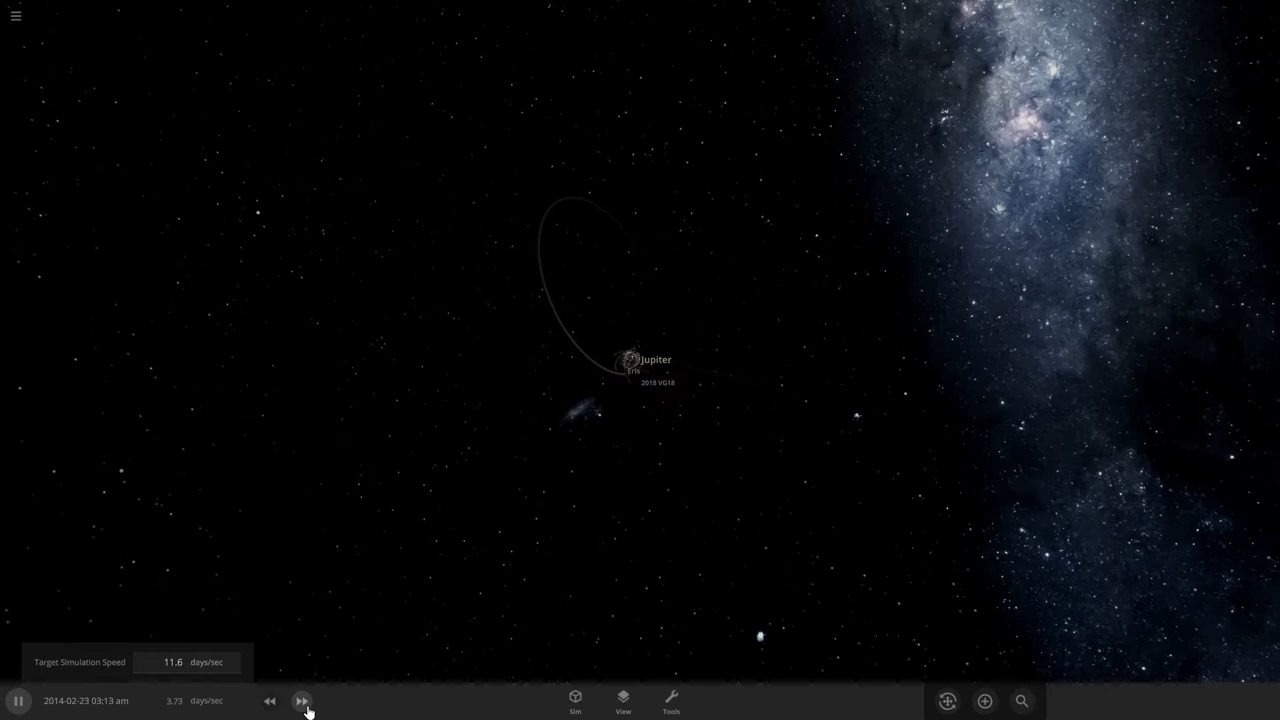 Jupiter
Eris
2018 VG18
Target Simulation Speed 11.6 days/sec
2014-02-23 03:13 am 3.73 days/sec
Sim View Tools